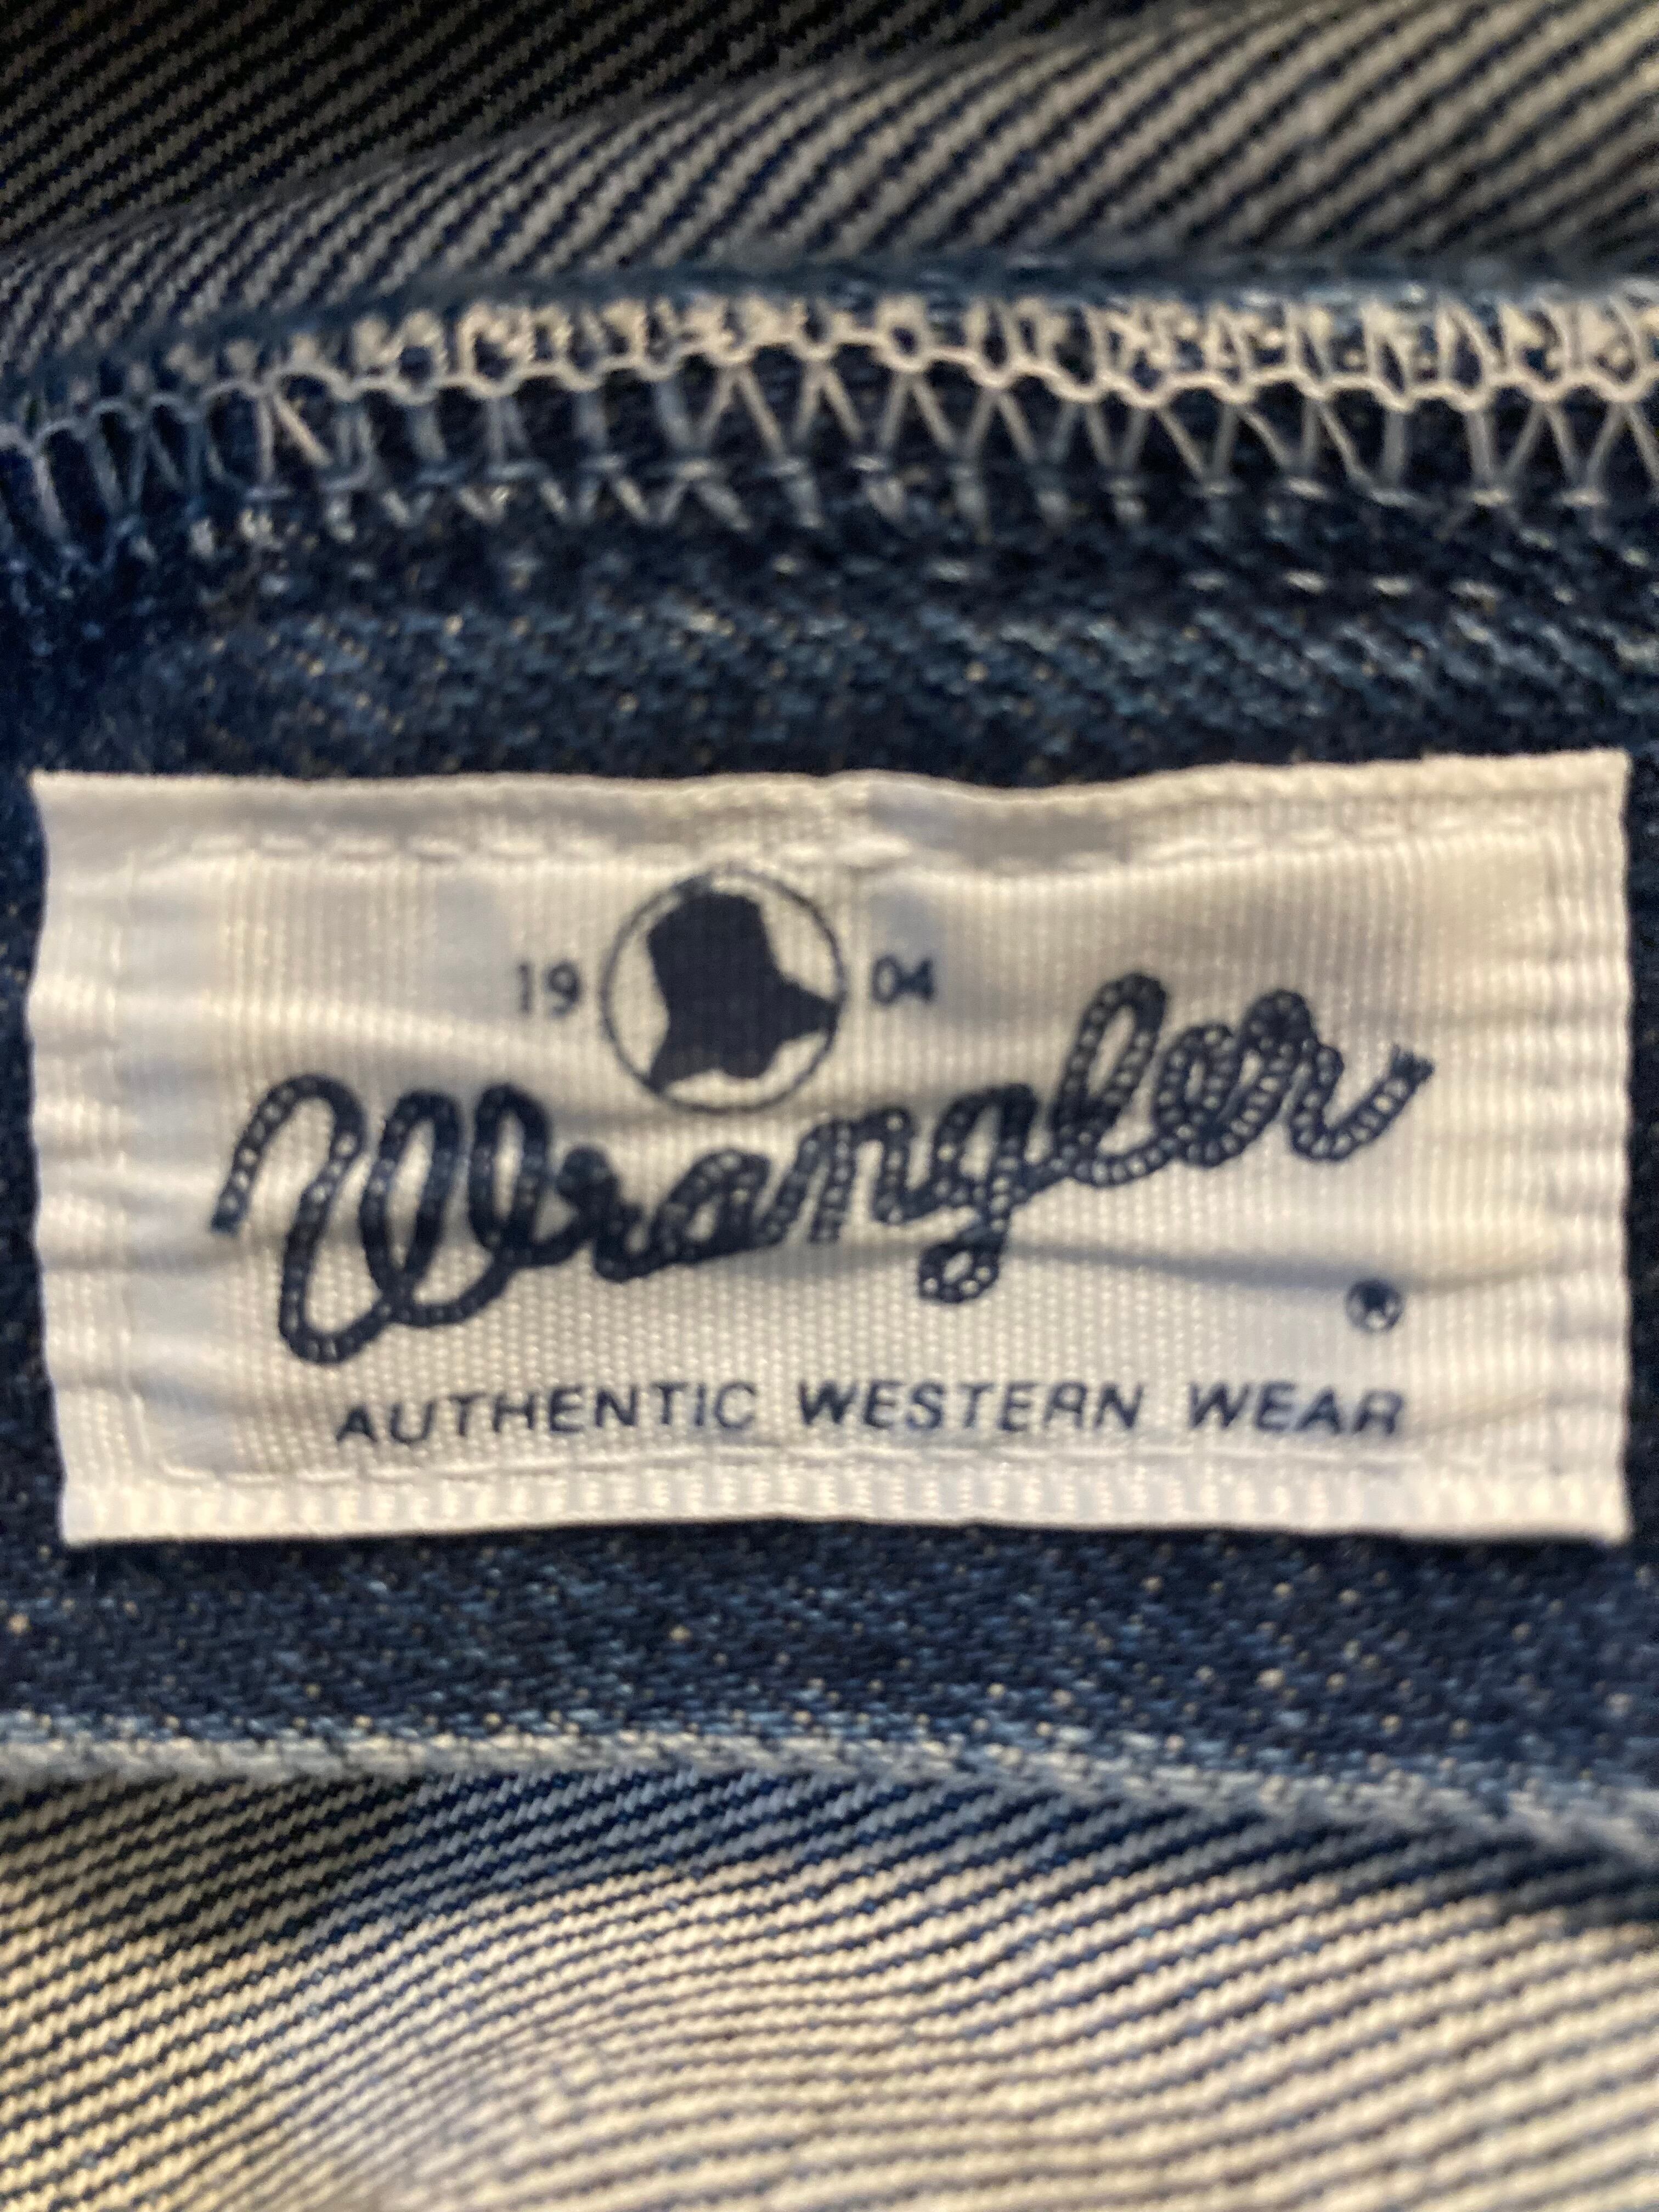 19 04
Wrangler
®
AUTHENTIC WESTERN WEAR